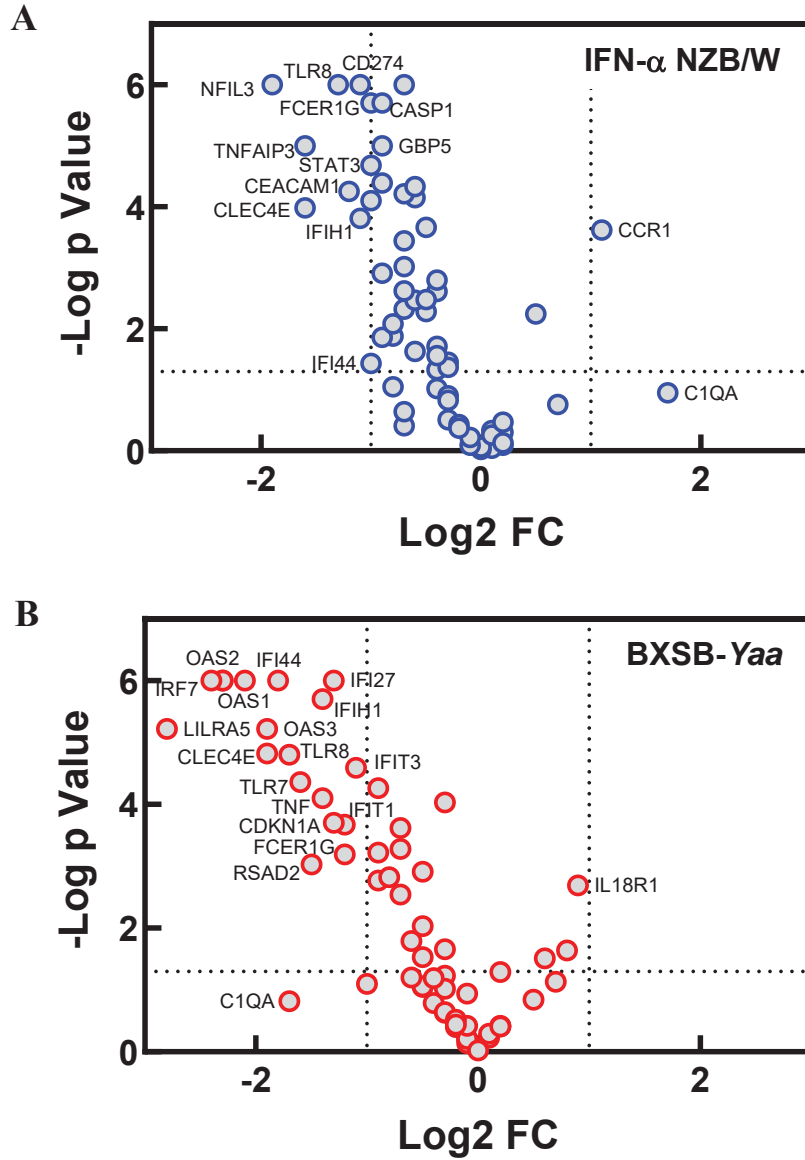 A
IFN-α NZB/W
-Log p Value
6
4
2
0
TLR8
CD274
NFIL3
FCER1G
CASP1
TNFAIP3
GBP5
STAT3
CEACAM1
CLEC4E
IFIH1
CCR1
IFI44
C1QA
-2
0
2
Log2 FC
B
BXSB-Yaa
-Log p Value
6
4
2
0
OAS2
IFI44
IFI27
IRF7
OAS1
IFIH1
LILRA5
OAS3
CLEC4E
TLR8
IFIT3
TLR7
TNF
IFIT1
CDKN1A
FCER1G
RSAD2
IL18R1
C1QA
-2
0
2
Log2 FC